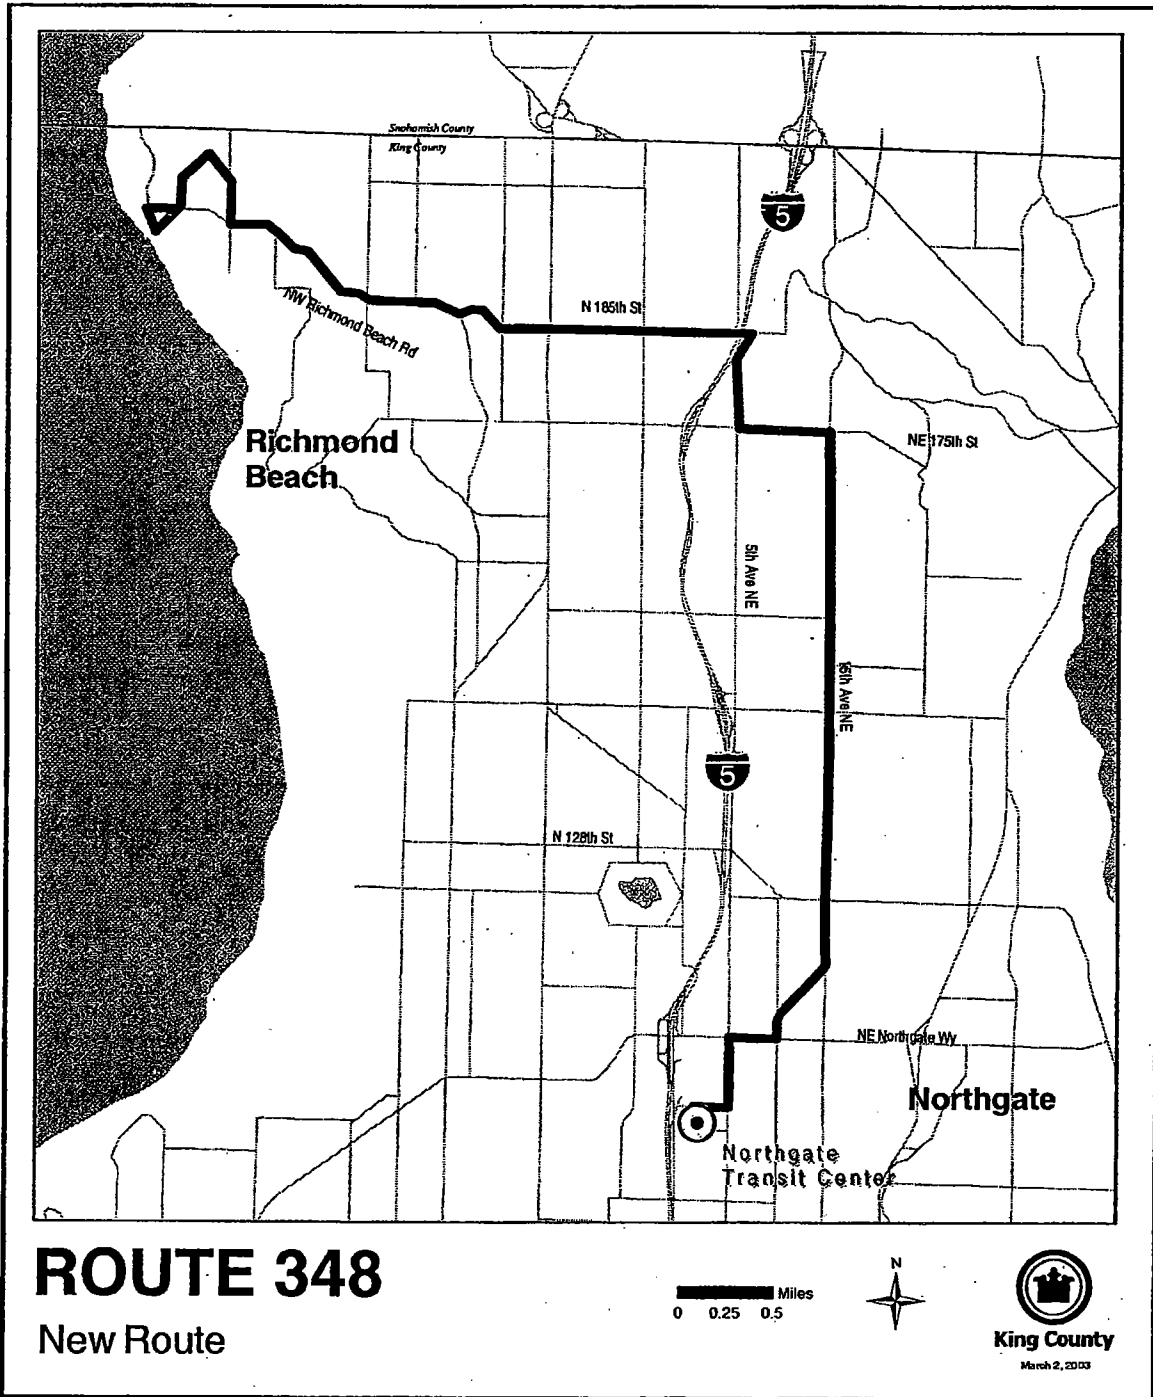 Snohomish County
King County
5
N 185th St
NW Richmond Beach Rd
Richmond
Beach
NE 175th St
5th Ave NE
15th Ave NE
5
N 128th St
NE Northgate Wy
Northgate
Northgate
Transit Center
ROUTE 348
New Route
Miles
0 0.25 0.5
N
King County
March 2, 2003